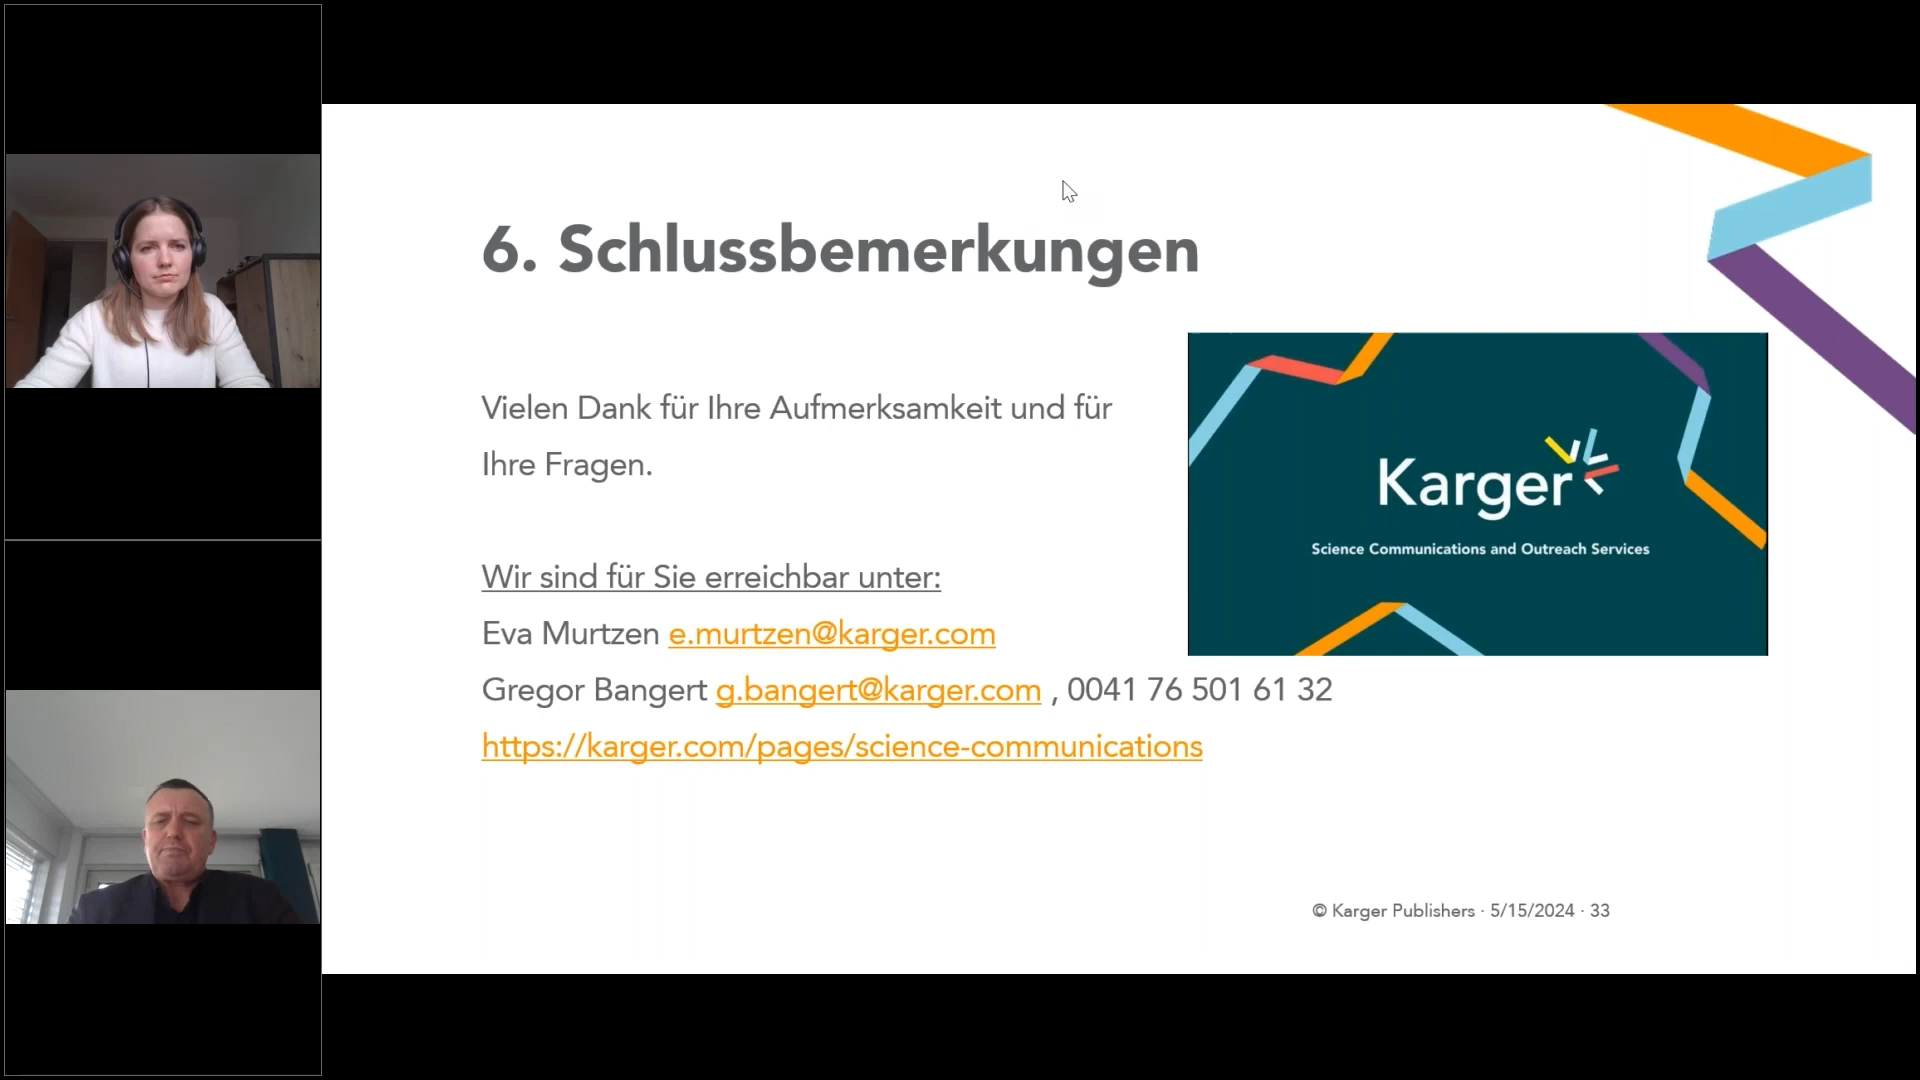 6. Schlussbemerkungen
Vielen Dank für Ihre Aufmerksamkeit und für
Ihre Fragen.
Wir sind für Sie erreichbar unter:
Eva Murtzen e.murtzen@karger.com
Gregor Bangert g.bangert@karger.com , 0041 76 501 61 32
https://karger.com/pages/science-communications
Karger
Science Communications and Outreach Services
© Karger Publishers · 5/15/2024 · 33